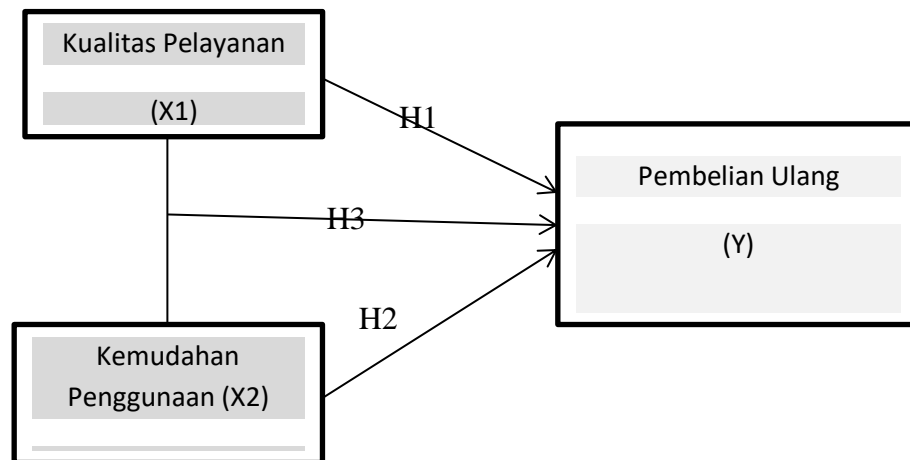 Kualitas Pelayanan
(X1)
H1
Pembelian Ulang
(Y)
H3
H2
Kemudahan
Penggunaan (X2)